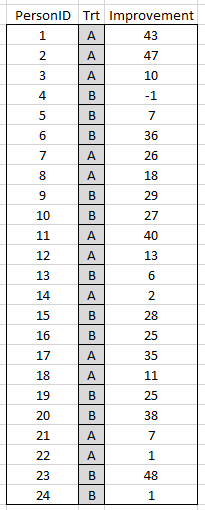 PersonID Trt Improvement
1 A 43
2 A 47
3 A 10
4 B -1
5 B 7
6 B 36
7 A 26
8 A 18
9 B 29
10 B 27
11 A 40
12 A 13
13 B 6
14 A 2
15 B 28
16 B 25
17 A 35
18 A 11
19 B 25
20 B 38
21 A 7
22 A 1
23 B 48
24 B 1